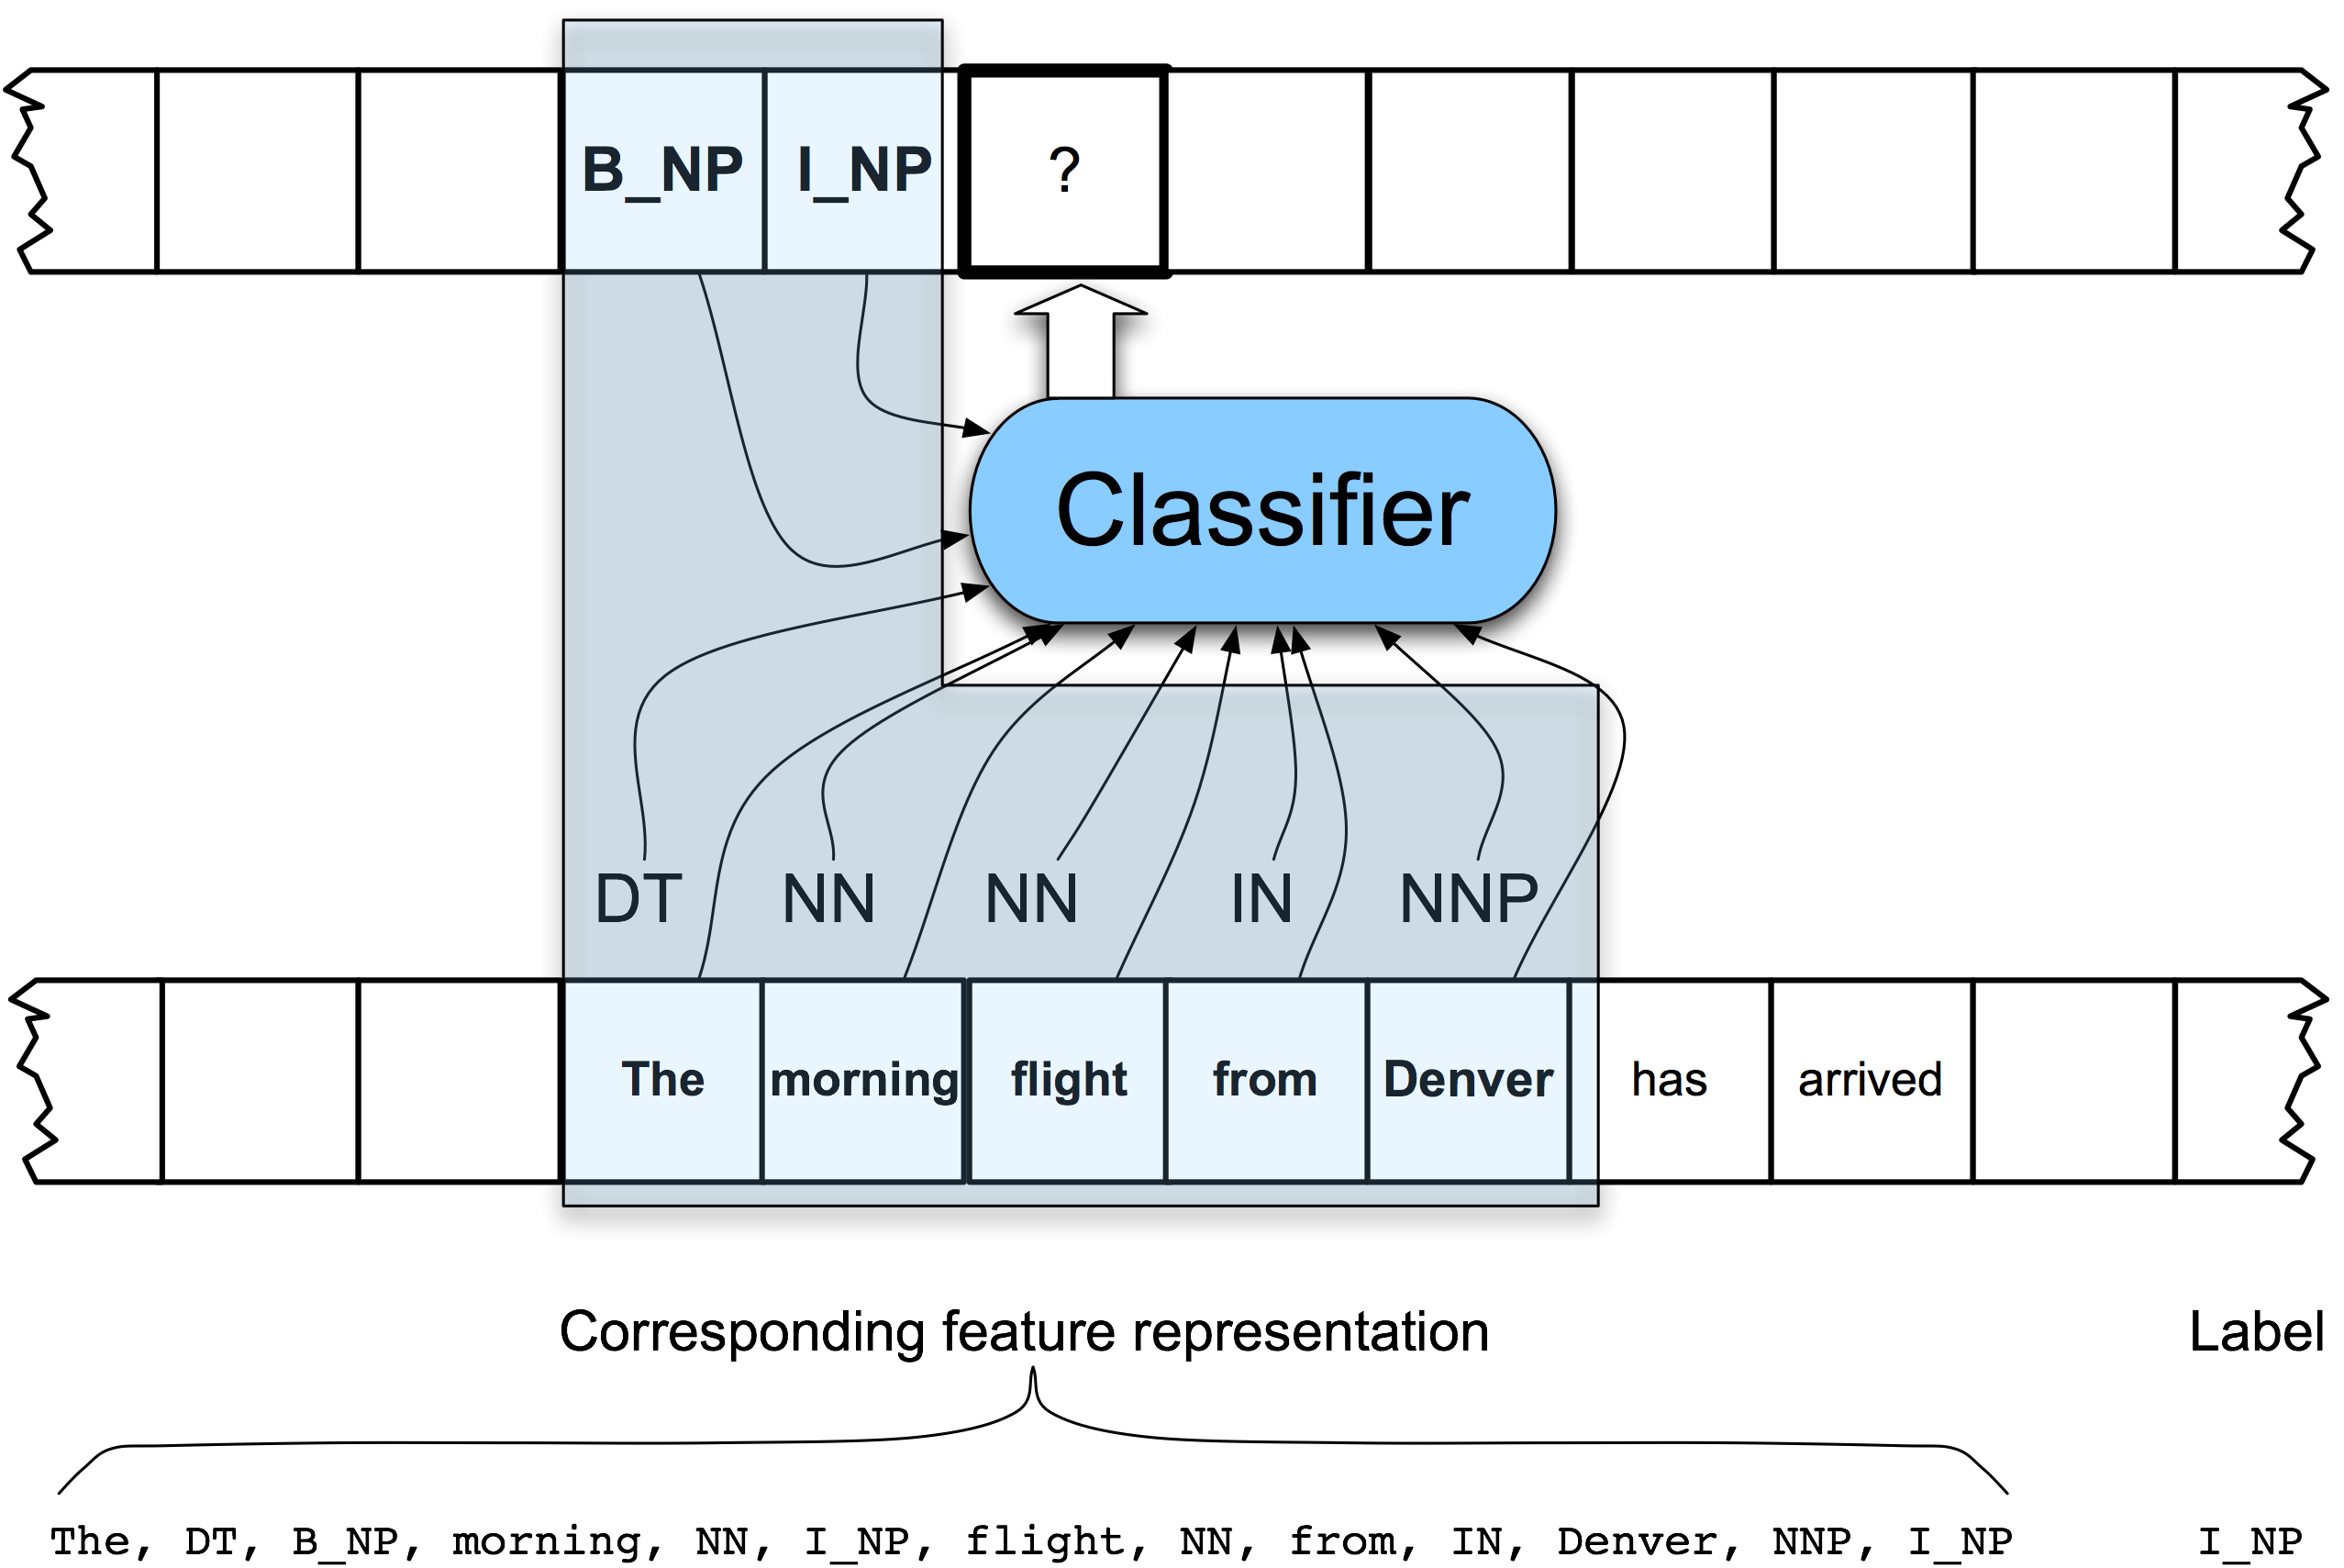 B_NP I_NP ?
Classifier
DT NN NN IN NNP
The morning flight from Denver has arrived
Corresponding feature representation Label
The, DT, B_NP, morning, NN, I_NP, flight, NN, from, IN, Denver, NNP, I_NP I_NP